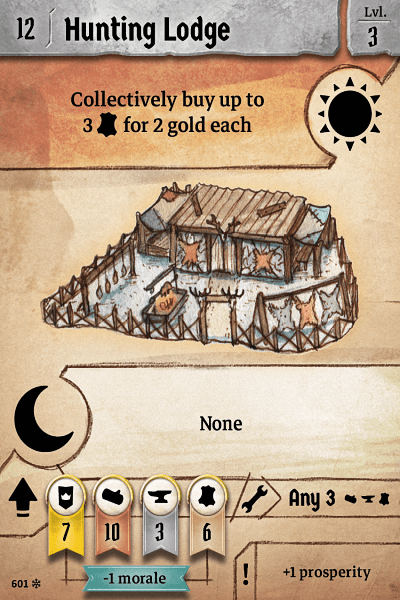 12 Hunting Lodge
Lvl.
3
Collectively buy up to
3 for 2 gold each
None
7 10 3 6
Any 3
-1 morale
+1 prosperity
!
601